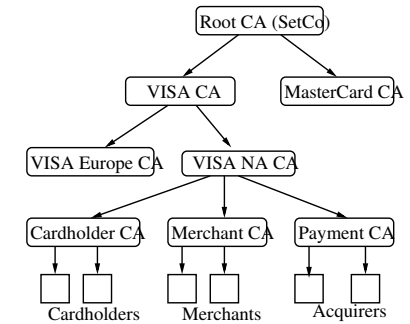 Root CA (SetCo)
VISA CA
MasterCard CA
VISA Europe CA
VISA NA CA
Cardholder CA
Merchant CA
Payment CA
Cardholders
Merchants
Acquirers